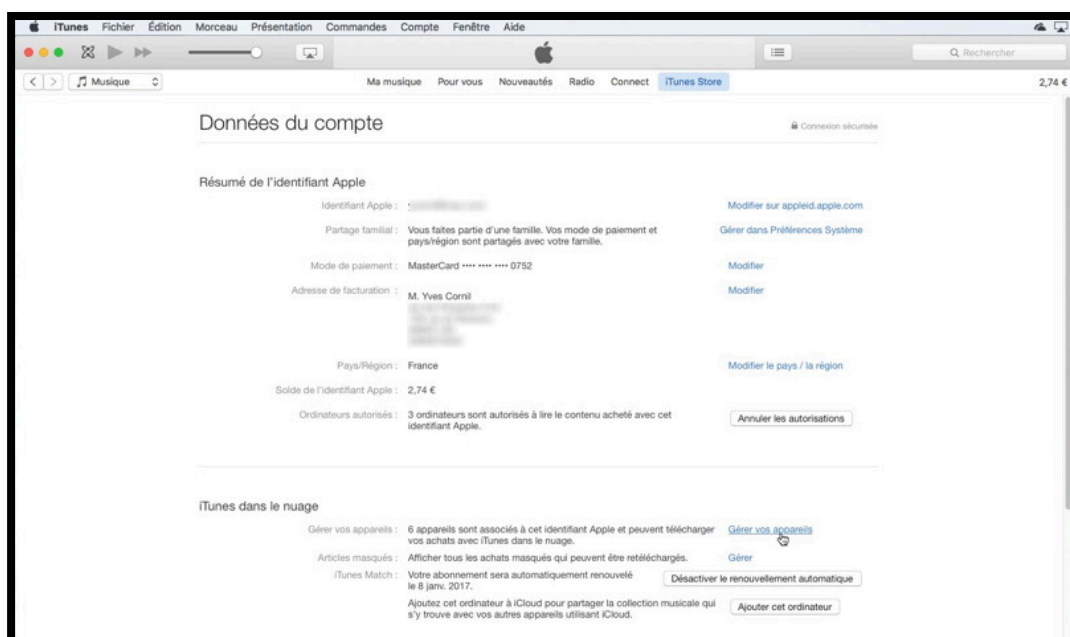 iTunes Fichier Édition Morceau Présentation Commandes Compte Fenêtre Aide
Rechercher
Musique Ma musique Pour vous Nouveautés Radio Connect iTunes Store 2,74 €
Données du compte Connexion sécurisée
Résumé de l'identifiant Apple
Identifiant Apple : Modifier sur appleid.apple.com
Partage familial : Vous faites partie d'une famille. Vos mode de paiement et Gérer dans Préférences Système
pays/région sont partagés avec votre famille.
Mode de paiement : MasterCard •••• •••• •••• 0752 Modifier
Adresse de facturation : Modifier
M. Yves Cornil
Pays/Région : France Modifier le pays / la région
Solde de l'identifiant Apple : 2,74 €
Ordinateurs autorisés : 3 ordinateurs sont autorisés à lire le contenu acheté avec cet Annuler les autorisations
identifiant Apple.
iTunes dans le nuage
Gérer vos appareils : 6 appareils sont associés à cet identifiant Apple et peuvent télécharger Gérer vos appareils
vos achats avec iTunes dans le nuage.
Articles masqués : Afficher tous les achats masqués qui peuvent être retéléchargés. Gérer
iTunes Match : Votre abonnement sera automatiquement renouvelé Désactiver le renouvellement automatique
le 8 janv. 2017.
Ajoutez cet ordinateur à iCloud pour partager la collection musicale qui Ajouter cet ordinateur
s'y trouve avec vos autres appareils utilisant iCloud.